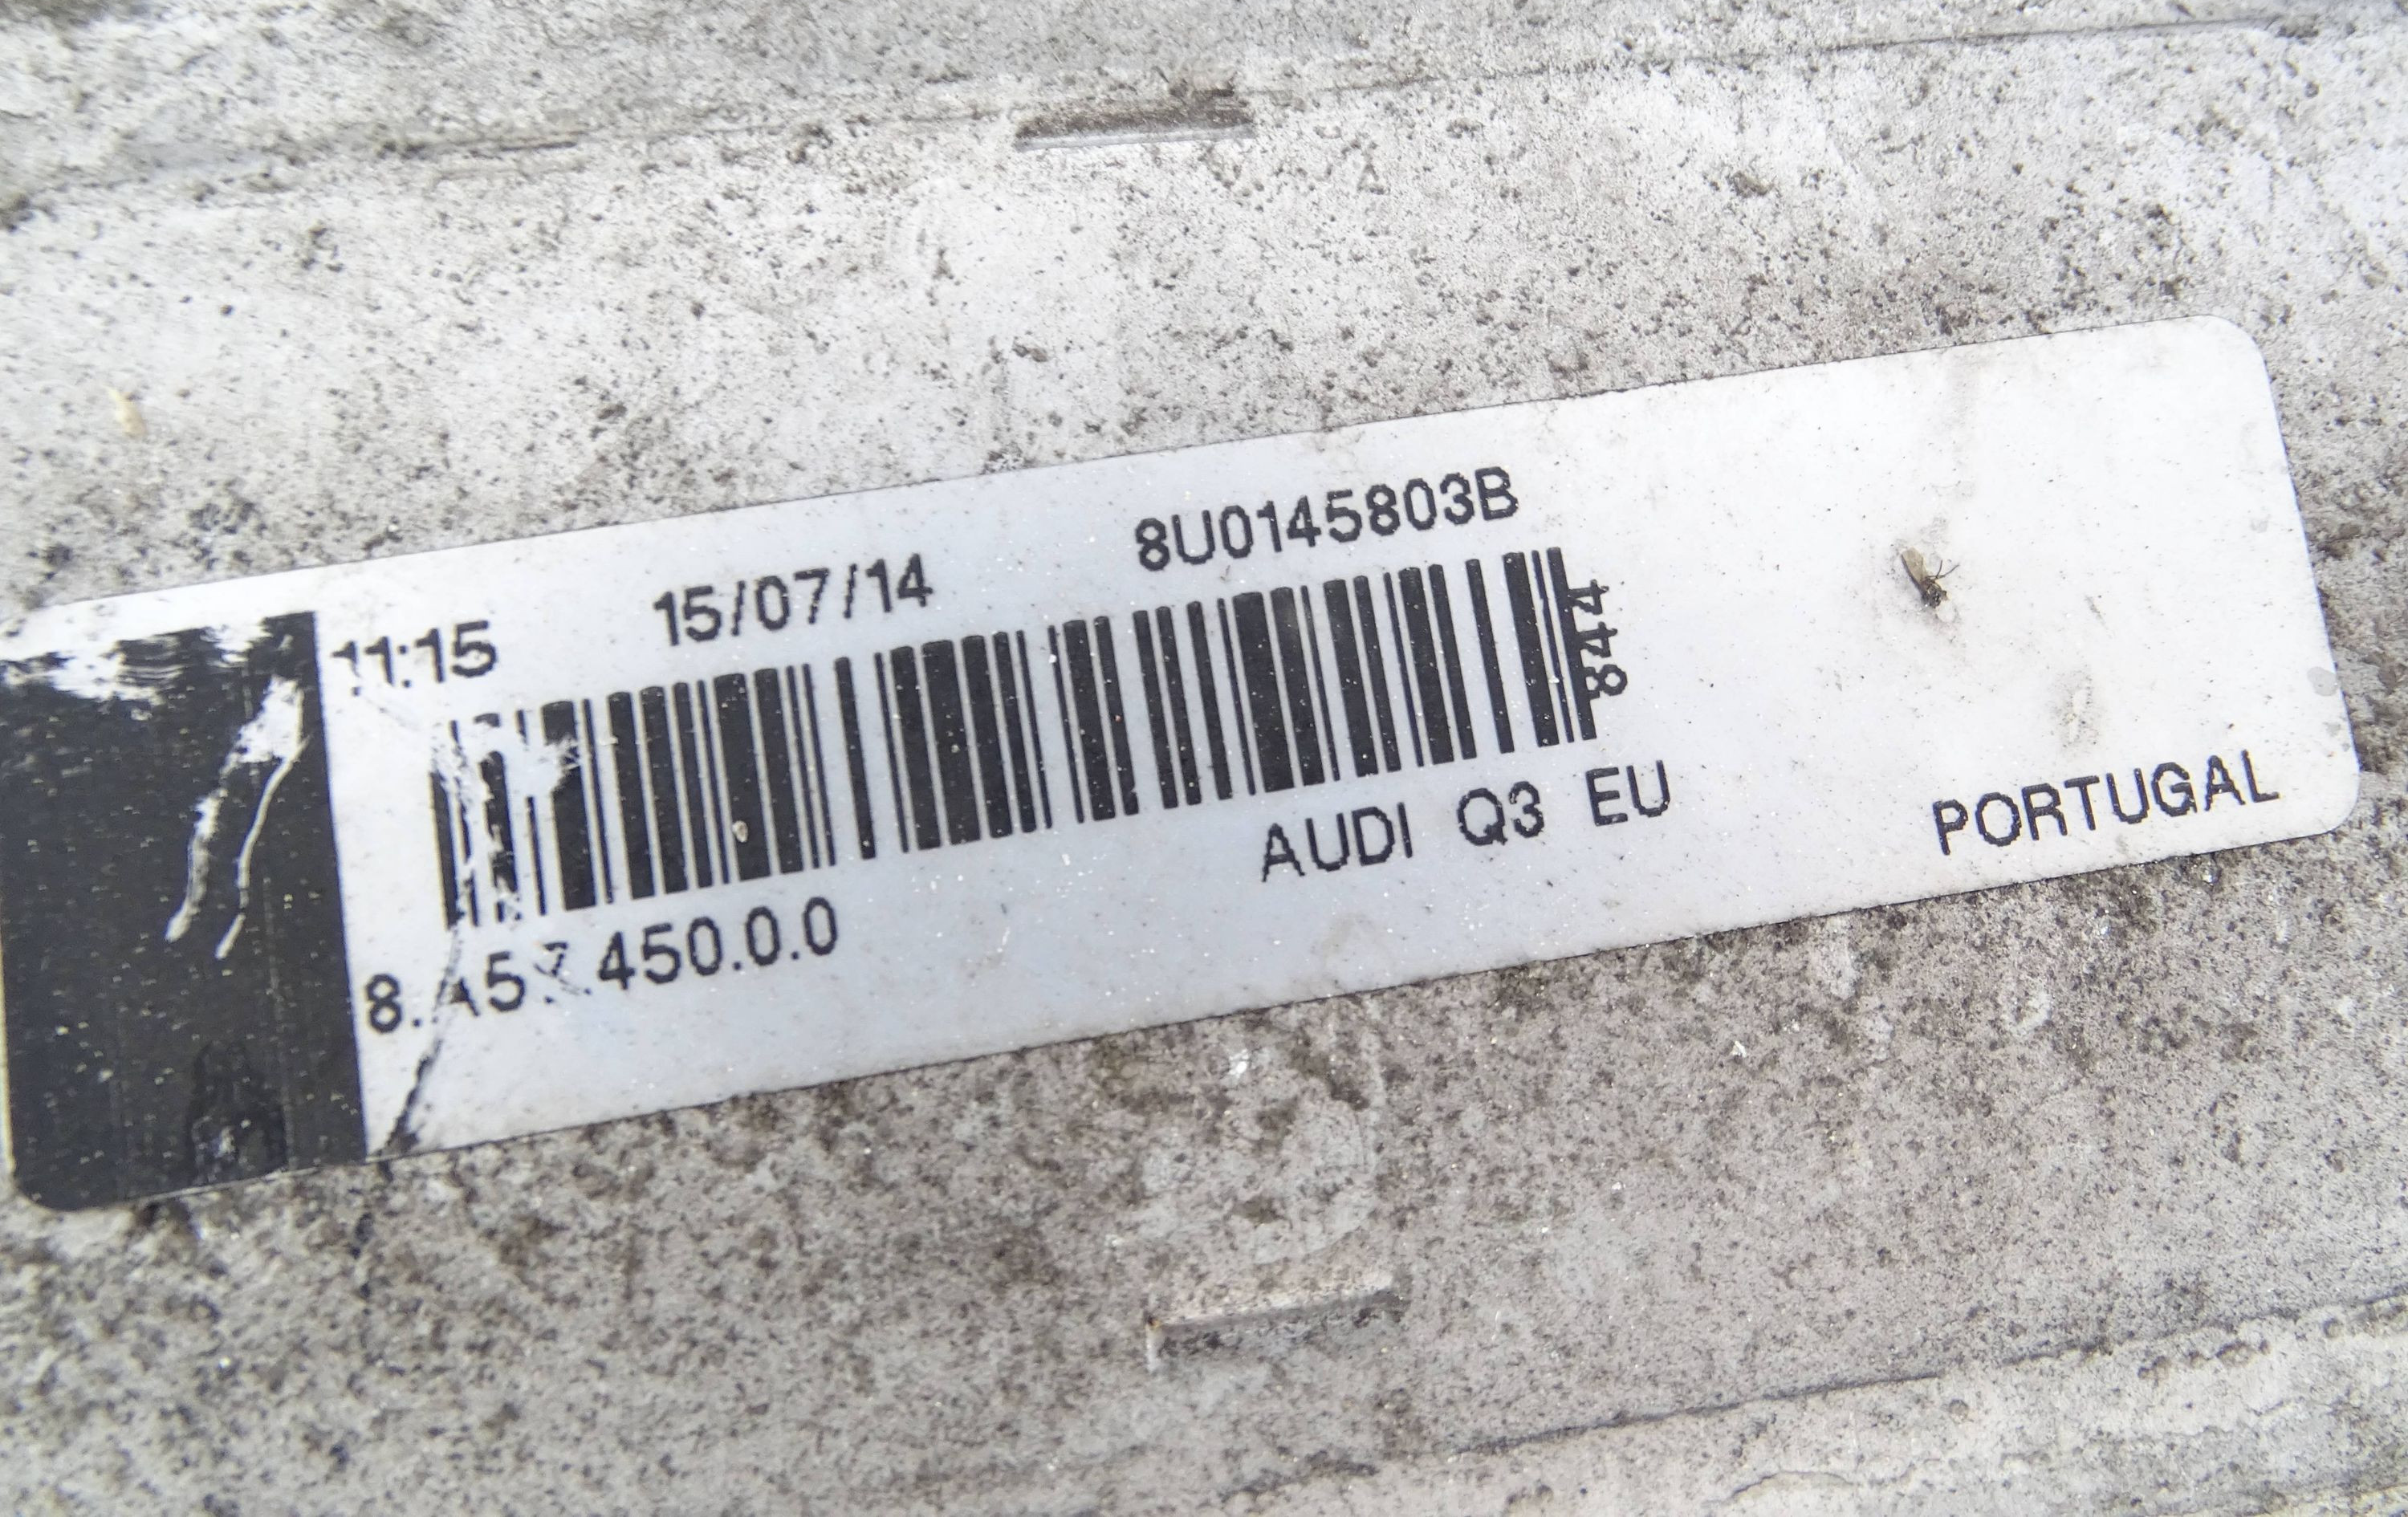 11:15 15/07/14 8U0145803B
844
AUDI Q3 EU PORTUGAL